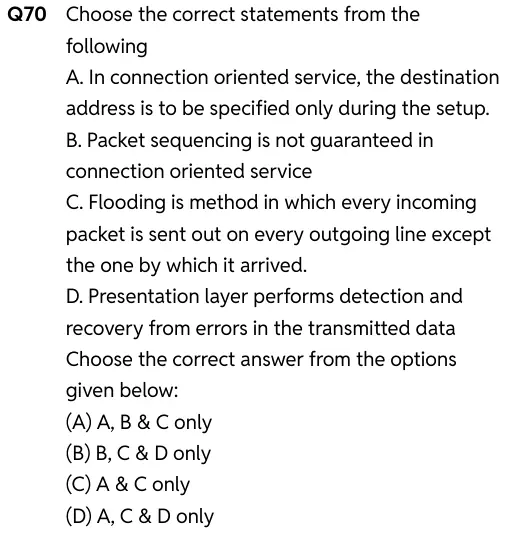 Q70 Choose the correct statements from the
following
A. In connection oriented service, the destination
address is to be specified only during the setup.
B. Packet sequencing is not guaranteed in
connection oriented service
C. Flooding is method in which every incoming
packet is sent out on every outgoing line except
the one by which it arrived.
D. Presentation layer performs detection and
recovery from errors in the transmitted data
Choose the correct answer from the options
given below:
(A) A, B & C only
(B) B, C & D only
(C) A & C only
(D) A, C & D only